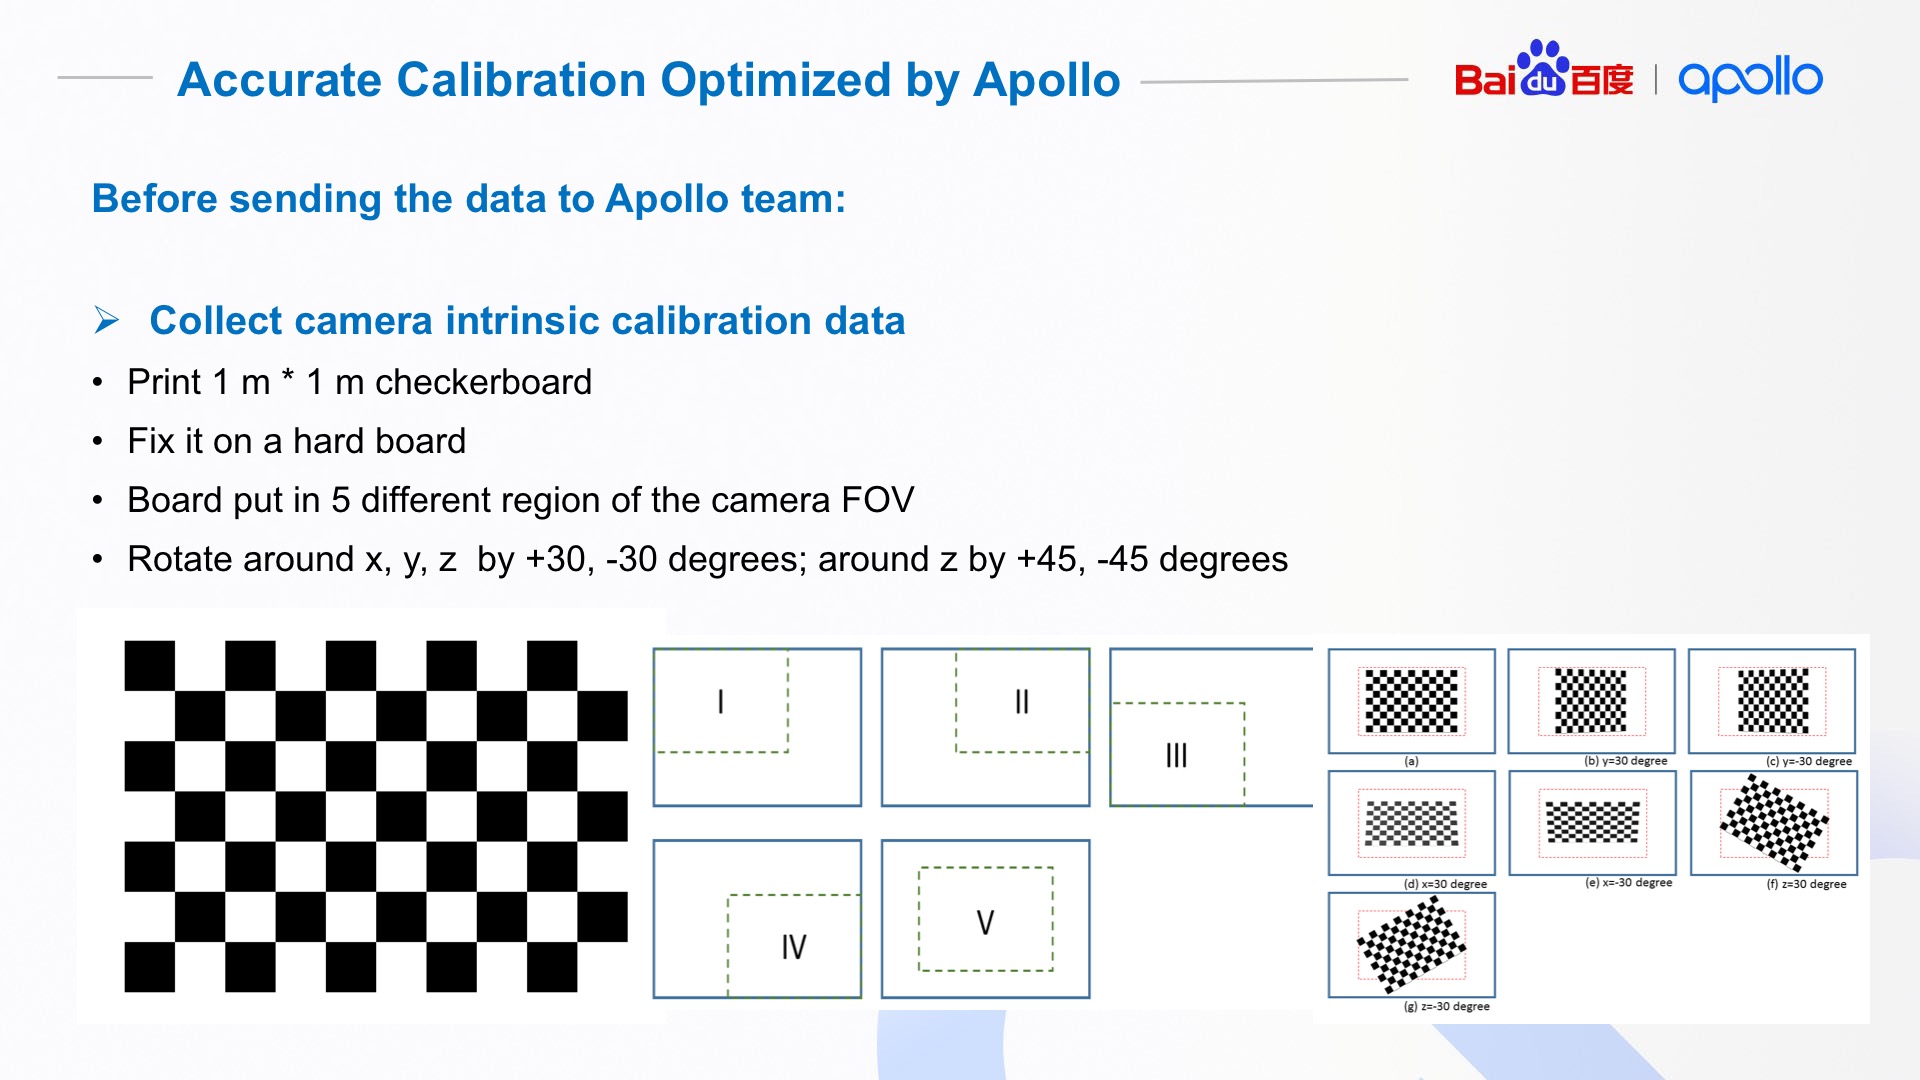 Accurate Calibration Optimized by Apollo
Bai du 百度 | apollo
Before sending the data to Apollo team:
➢ Collect camera intrinsic calibration data
• Print 1 m * 1 m checkerboard
• Fix it on a hard board
• Board put in 5 different region of the camera FOV
• Rotate around x, y, z  by +30, -30 degrees; around z by +45, -45 degrees
I
II
III
IV
V
(a)
(b) y=30 degree
(c) y=-30 degree
(d) x=30 degree
(e) x=-30 degree
(f) z=30 degree
(g) z=-30 degree